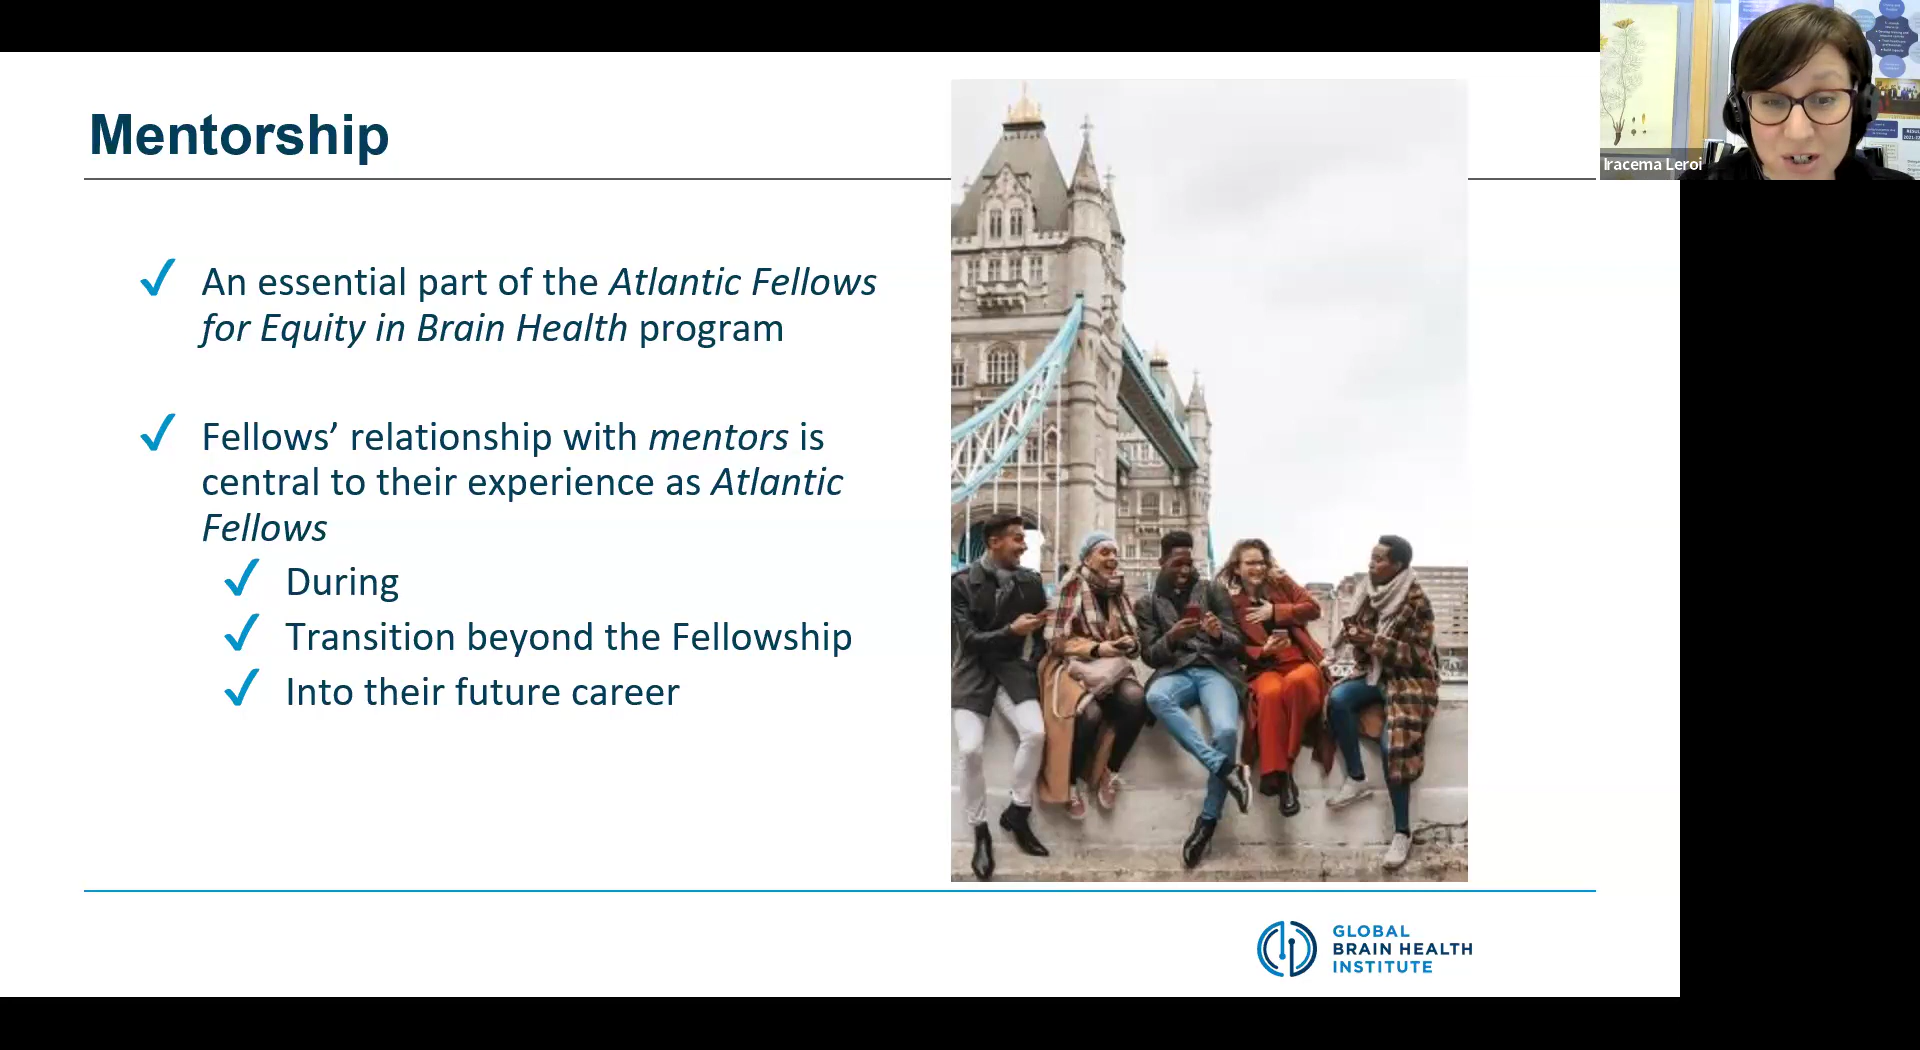 Mentorship
An essential part of the Atlantic Fellows
for Equity in Brain Health program
Fellows’ relationship with mentors is
central to their experience as Atlantic
Fellows
During
Transition beyond the Fellowship
Into their future career
GLOBAL
BRAIN HEALTH
INSTITUTE
Iracema Leroi